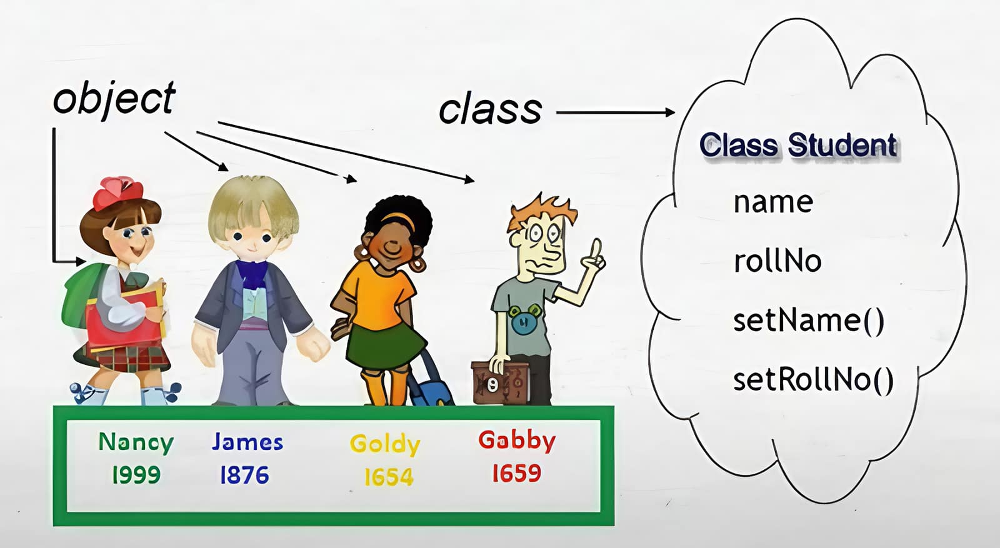 object
class
Class Student
name
rollNo
setName()
setRollNo()
Nancy James Goldy Gabby
1999 1876 1654 1659